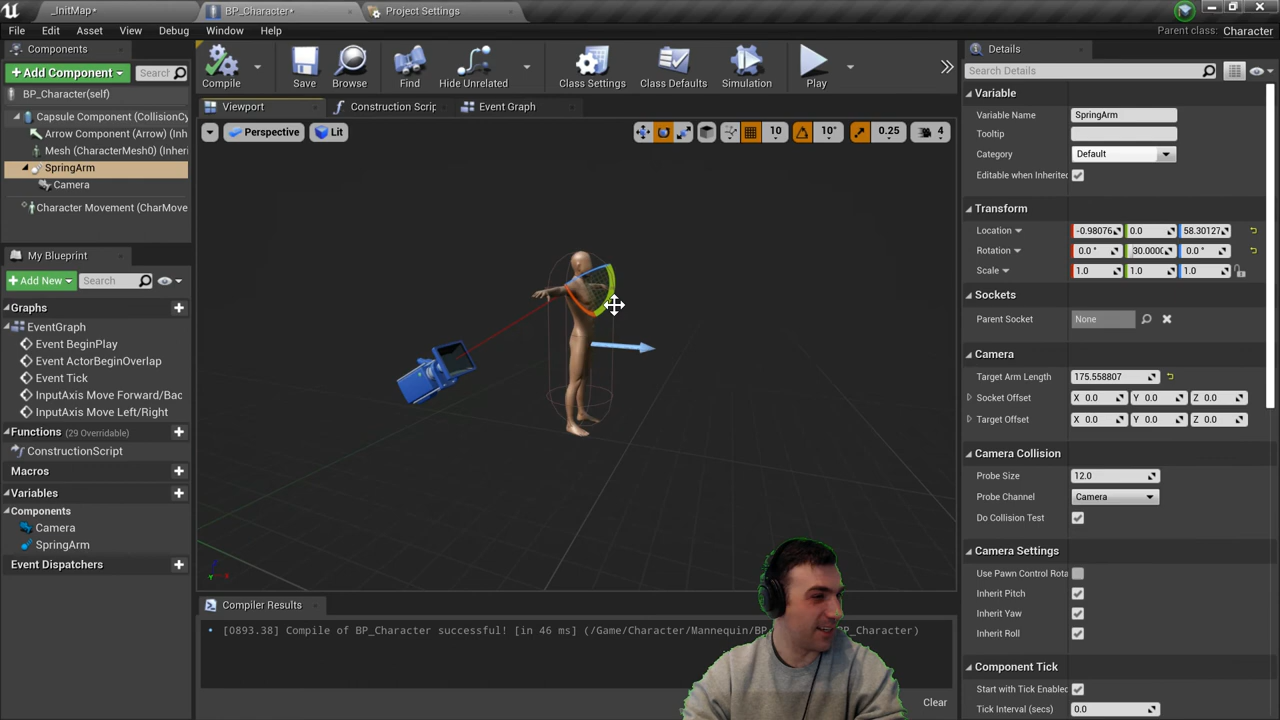 _InitMap*
BP_Character*
Project Settings
File Edit Asset View Debug Window Help
Parent class: Character
Components
Add Component
Search
BP_Character(self)
Capsule Component (CollisionCy
Arrow Component (Arrow) (Inh
Mesh (CharacterMesh0) (Inheri
SpringArm
Camera
Character Movement (CharMove
My Blueprint
Add New
Search
Graphs
EventGraph
Event BeginPlay
Event ActorBeginOverlap
Event Tick
InputAxis Move Forward/Bac
InputAxis Move Left/Right
Functions (29 Overridable)
ConstructionScript
Macros
Variables
Components
Camera
SpringArm
Event Dispatchers
Compile
Save
Browse
Find
Hide Unrelated
Class Settings
Class Defaults
Simulation
Play
Viewport
Construction Scrip
Event Graph
Perspective
Lit
10
10°
0.25
4
Compiler Results
[0893.38] Compile of BP_Character successful! [in 46 ms] (/Game/Character/Mannequin/BP_ P_Character)
Clear
Details
Search Details
Variable
Variable Name SpringArm
Tooltip
Category Default
Editable when Inherited
Transform
Location -0.98076 0.0 58.30127
Rotation 0.0 ° 30.0000 0.0 °
Scale 1.0 1.0 1.0
Sockets
Parent Socket None
Camera
Target Arm Length 175.558807
Socket Offset X 0.0 Y 0.0 Z 0.0
Target Offset X 0.0 Y 0.0 Z 0.0
Camera Collision
Probe Size 12.0
Probe Channel Camera
Do Collision Test
Camera Settings
Use Pawn Control Rota
Inherit Pitch
Inherit Yaw
Inherit Roll
Component Tick
Start with Tick Enabled
Tick Interval (secs) 0.0